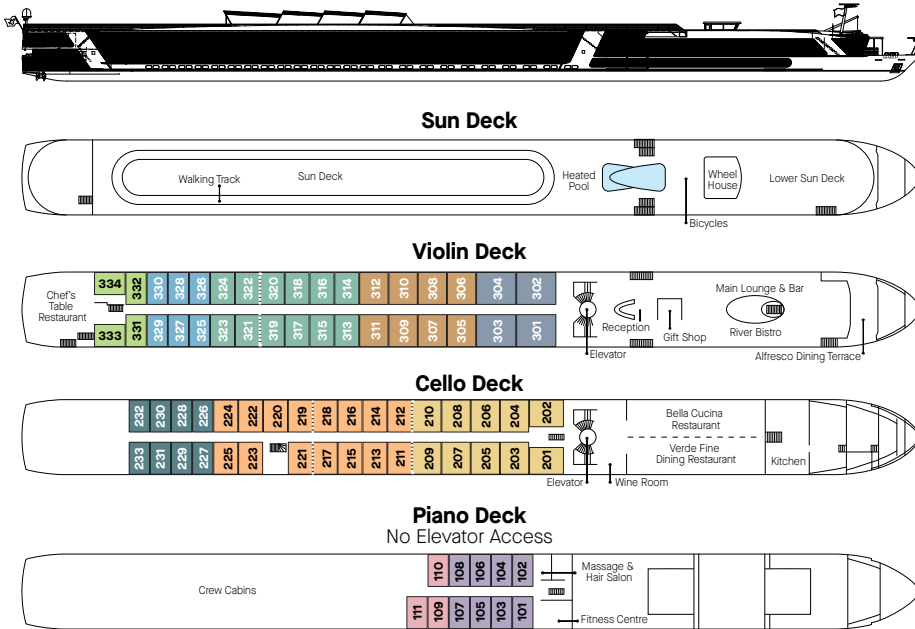 Sun Deck
Walking Track
Sun Deck
Heated
Pool
Wheel
House
Lower Sun Deck
Bicycles
Violin Deck
334 332 330 328 326 324 322 320 318 316 314 312 310 308 306 304 302
Chef's
Table
Restaurant
333 331 329 327 325 323 321 319 317 315 313 311 309 307 305 303 301
Main Lounge & Bar
Reception
Gift Shop
River Bistro
Elevator
Alfresco Dining Terrace
Cello Deck
232 230 228 226 224 222 220 219 218 216 214 212 210 208 206 204 202
233 231 229 227 225 223 221 217 215 213 211 209 207 205 203 201
Bella Cucina
Restaurant
Verde Fine
Dining Restaurant
Kitchen
Elevator
Wine Room
Piano Deck
No Elevator Access
110 108 106 104 102
Crew Cabins
111 109 107 105 103 101
Massage &
Hair Salon
Fitness Centre